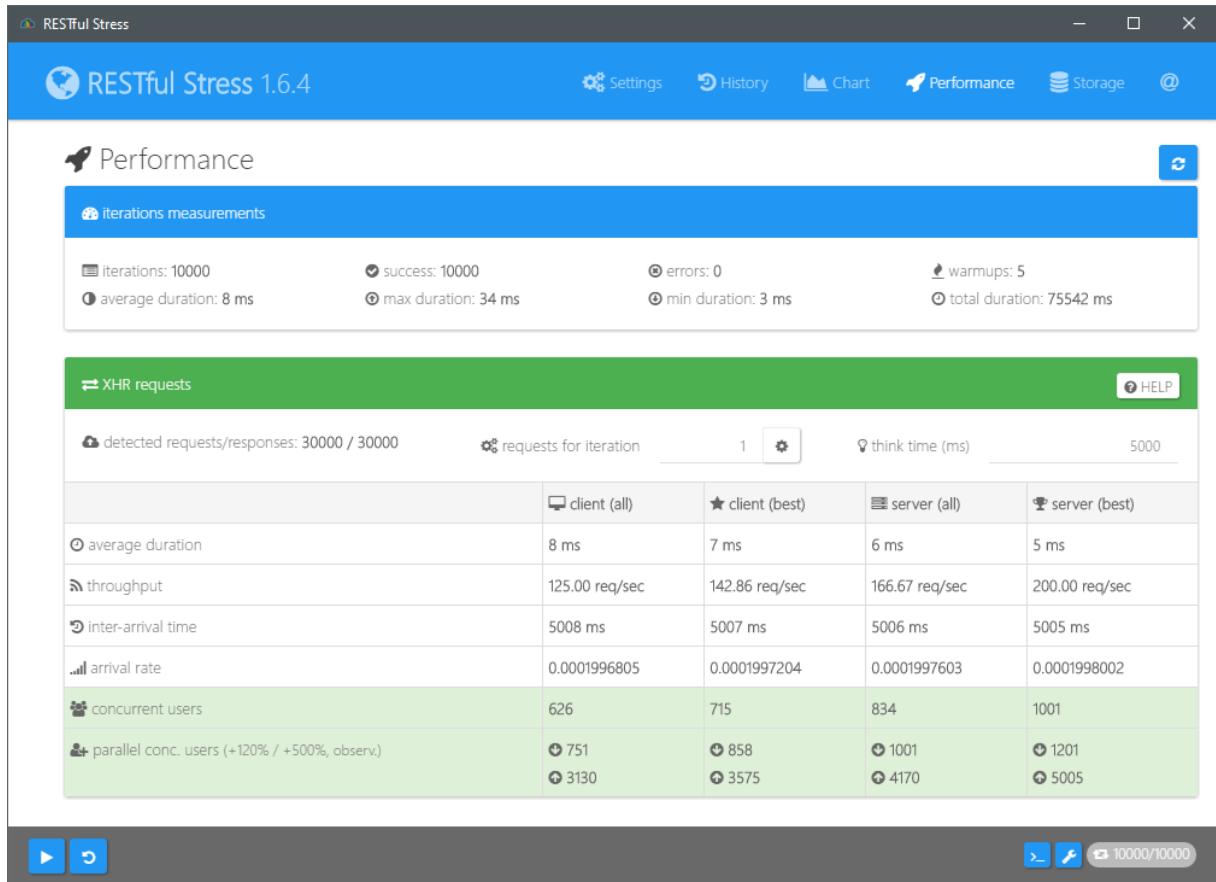 RESTful Stress
RESTful Stress 1.6.4
Settings
History
Chart
Performance
Storage
@
Performance
iterations measurements
iterations: 10000
success: 10000
errors: 0
warmups: 5
average duration: 8 ms
max duration: 34 ms
min duration: 3 ms
total duration: 75542 ms
XHR requests
HELP
detected requests/responses: 30000 / 30000
requests for iteration 1
think time (ms) 5000
client (all) client (best) server (all) server (best)
average duration 8 ms 7 ms 6 ms 5 ms
throughput 125.00 req/sec 142.86 req/sec 166.67 req/sec 200.00 req/sec
inter-arrival time 5008 ms 5007 ms 5006 ms 5005 ms
arrival rate 0.0001996805 0.0001997204 0.0001997603 0.0001998002
concurrent users 626 715 834 1001
parallel conc. users (+120% / +500%, observ.) 751 858 1001 1201
3130 3575 4170 5005
10000/10000